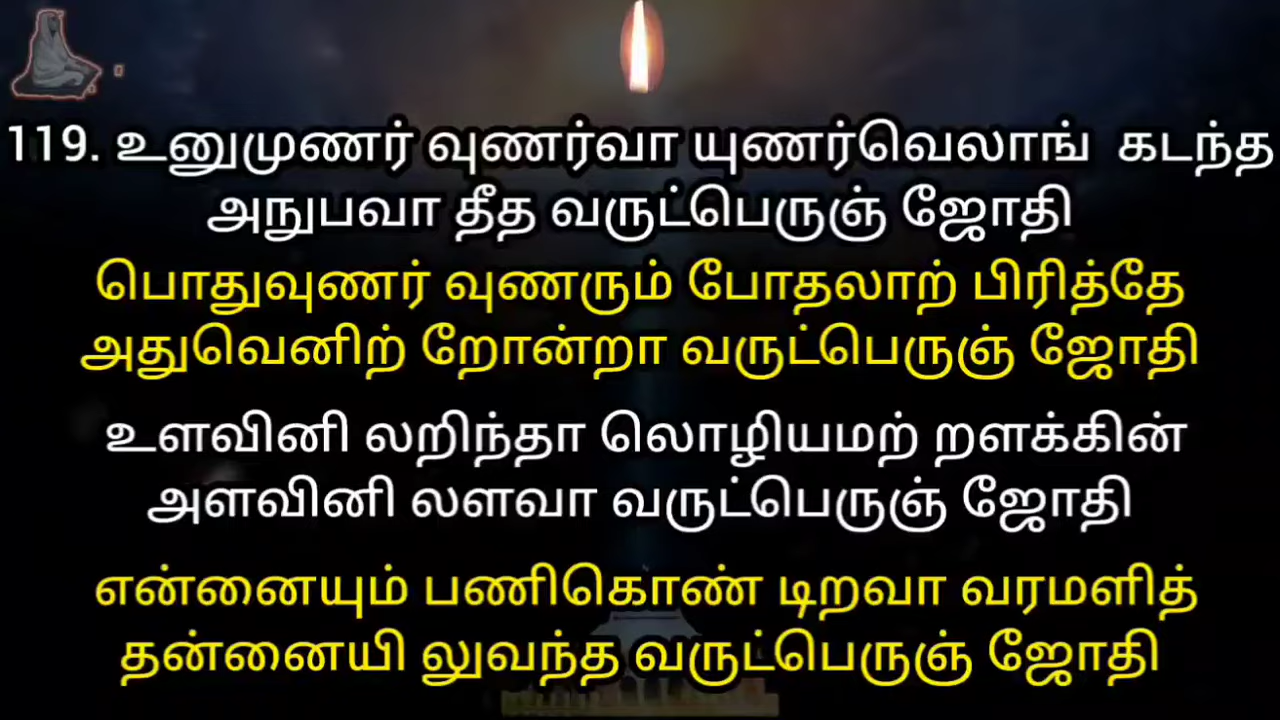 119. உனுமுணர் வுணர்வா யுணர்வெலாங் கடந்த
அநுபவா தீத வருட்பெருஞ் ஜோதி
பொதுவுணர் வுணரும் போதலாற் பிரித்தே
அதுவெனிற் றோன்றா வருட்பெருஞ் ஜோதி
உளவினி லறிந்தா லொழியமற் றளக்கின்
அளவினி லளவா வருட்பெருஞ் ஜோதி
என்னையும் பணிகொண் டிறவா வரமளித்
தன்னையி லுவந்த வருட்பெருஞ் ஜோதி